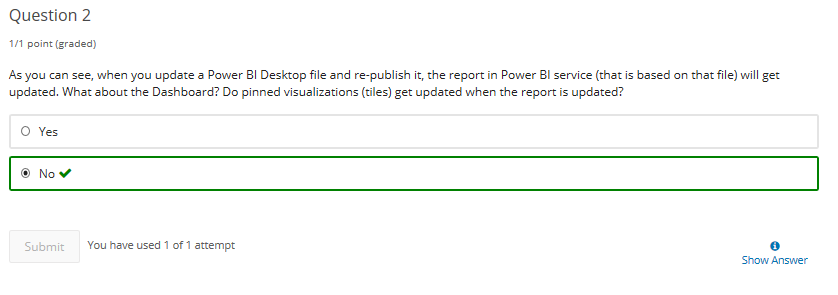 Question 2
1/1 point (graded)
As you can see, when you update a Power BI Desktop file and re-publish it, the report in Power BI service (that is based on that file) will get
updated. What about the Dashboard? Do pinned visualizations (tiles) get updated when the report is updated?
Yes
No
Submit
You have used 1 of 1 attempt
Show Answer